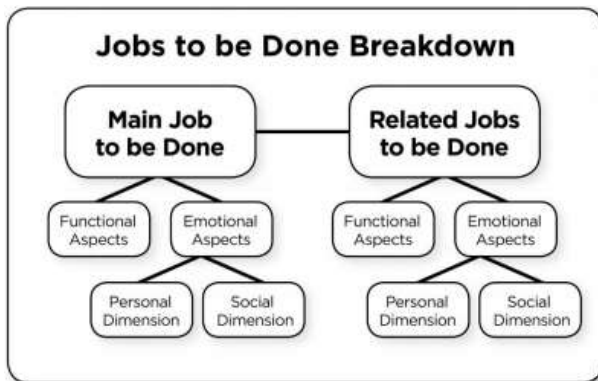 Jobs to be Done Breakdown
Main Job
to be Done
Related Jobs
to be Done
Functional
Aspects
Emotional
Aspects
Functional
Aspects
Emotional
Aspects
Personal
Dimension
Social
Dimension
Personal
Dimension
Social
Dimension